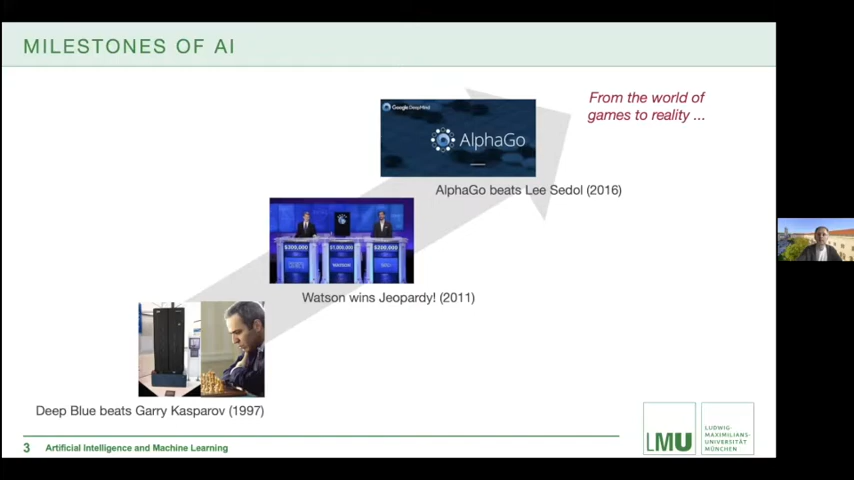 MILESTONES OF AI
From the world of
games to reality ...
Google DeepMind
AlphaGo
AlphaGo beats Lee Sedol (2016)
$300,000
$1,000,000
$200,000
WATSON
Watson wins Jeopardy! (2011)
Deep Blue beats Garry Kasparov (1997)
3 Artificial Intelligence and Machine Learning
LMU
LUDWIG-
MAXIMILIANS-
UNIVERSITÄT
MÜNCHEN